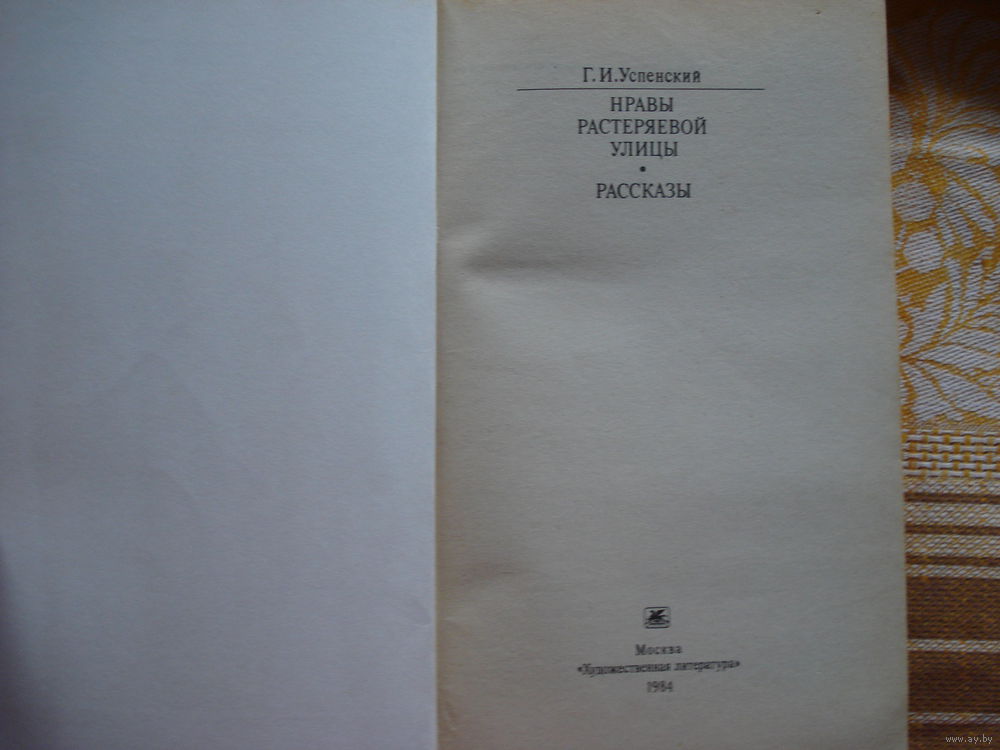 Г.И.Успенский
НРАВЫ
РАСТЕРЯЕВОЙ
УЛИЦЫ
•
РАССКАЗЫ
Москва
«Художественная литература»
1984
www.ay.by